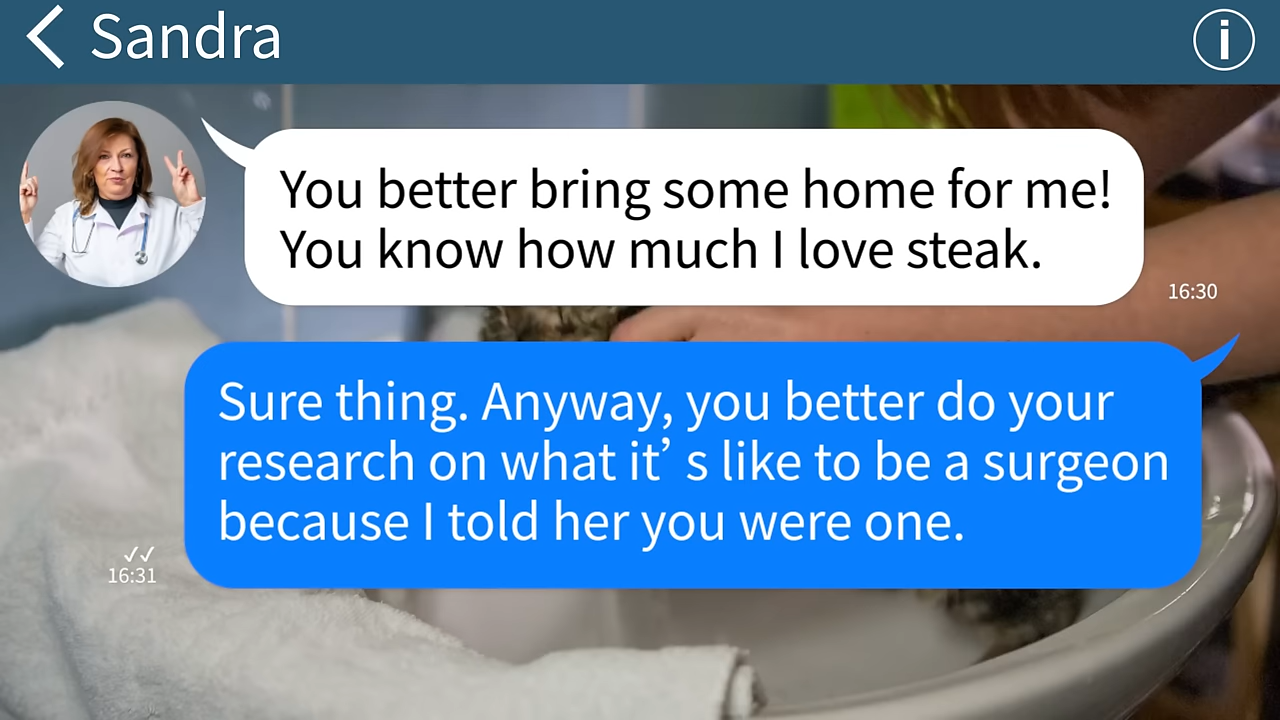 Sandra
i
You better bring some home for me!
You know how much I love steak.
16:30
Sure thing. Anyway, you better do your
research on what it’ s like to be a surgeon
because I told her you were one.
16:31